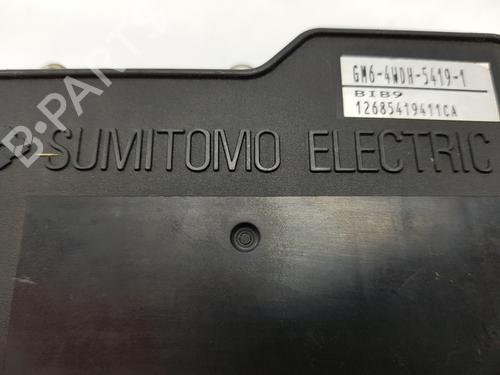 GM6-4WDH-5419-1
BIB9
12685419411CA
SUMITOMO ELECTRIC
B-PARTS